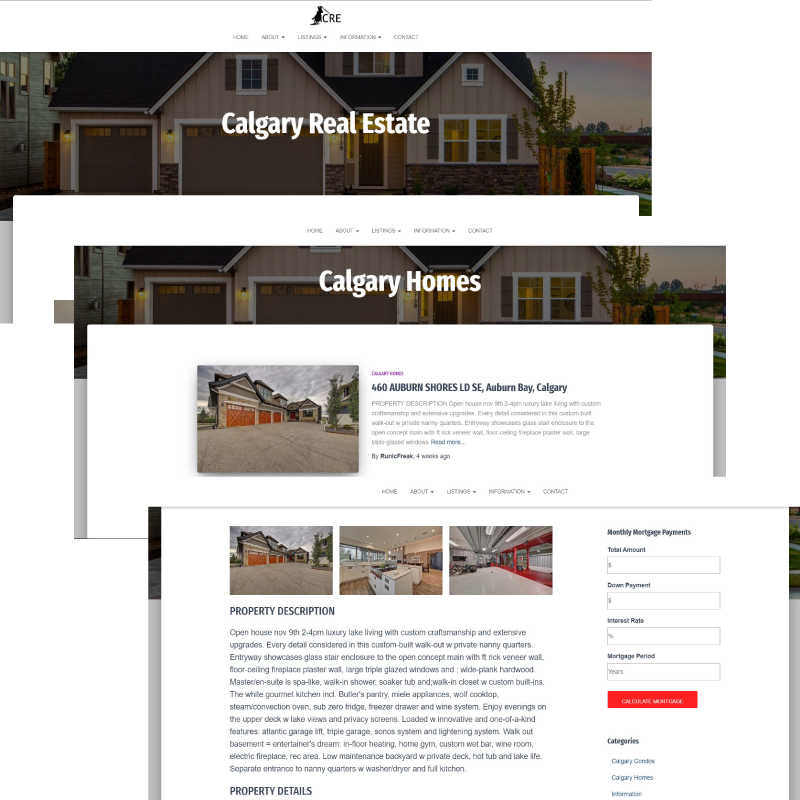 CRE
HOME ABOUT LISTINGS INFORMATION CONTACT
Calgary Real Estate
HOME ABOUT LISTINGS INFORMATION CONTACT
Calgary Homes
CALGARY HOMES
460 AUBURN SHORES LD SE, Auburn Bay, Calgary
PROPERTY DESCRIPTION Open house nov 9th 2-4pm luxury lake living with custom
craftsmanship and extensive upgrades. Every detail considered in this custom-built
walk-out w private nanny quarters. Entryway showcases glass stair enclosure to the
open concept main with ft rick veneer wall, floor-ceiling fireplace plaster wall, large
triple glazed windows Read more...
By RunicFreak, 4 weeks ago
HOME ABOUT LISTINGS INFORMATION CONTACT
PROPERTY DESCRIPTION
Open house nov 9th 2-4pm luxury lake living with custom craftsmanship and extensive
upgrades. Every detail considered in this custom-built walk-out w private nanny quarters.
Entryway showcases glass stair enclosure to the open concept main with ft rick veneer wall,
floor-ceiling fireplace plaster wall, large triple glazed windows and ; wide-plank hardwood.
Master/en-suite is spa-like, walk-in shower, soaker tub and;walk-in closet w custom built-ins.
The white gourmet kitchen incl. Butler's pantry, miele appliances, wolf cooktop,
steam/convection oven, sub zero fridge, freezer drawer and wine system. Enjoy evenings on
the upper deck w lake views and privacy screens. Loaded w innovative and one-of-a-kind
features: atlantic garage lift, triple garage, sonos system and lightening system. Walk out
basement = entertainer's dream: in-floor heating, home gym, custom wet bar, wine room,
electric fireplace, rec area. Low maintenance backyard w private deck, hot tub and lake life.
Separate entrance to nanny quarters w washer/dryer and full kitchen.
PROPERTY DETAILS
Monthly Mortgage Payments
Total Amount
$
Down Payment
$
Interest Rate
%
Mortgage Period
Years
CALCULATE MORTGAGE
Categories
Calgary Condos
Calgary Homes
Information